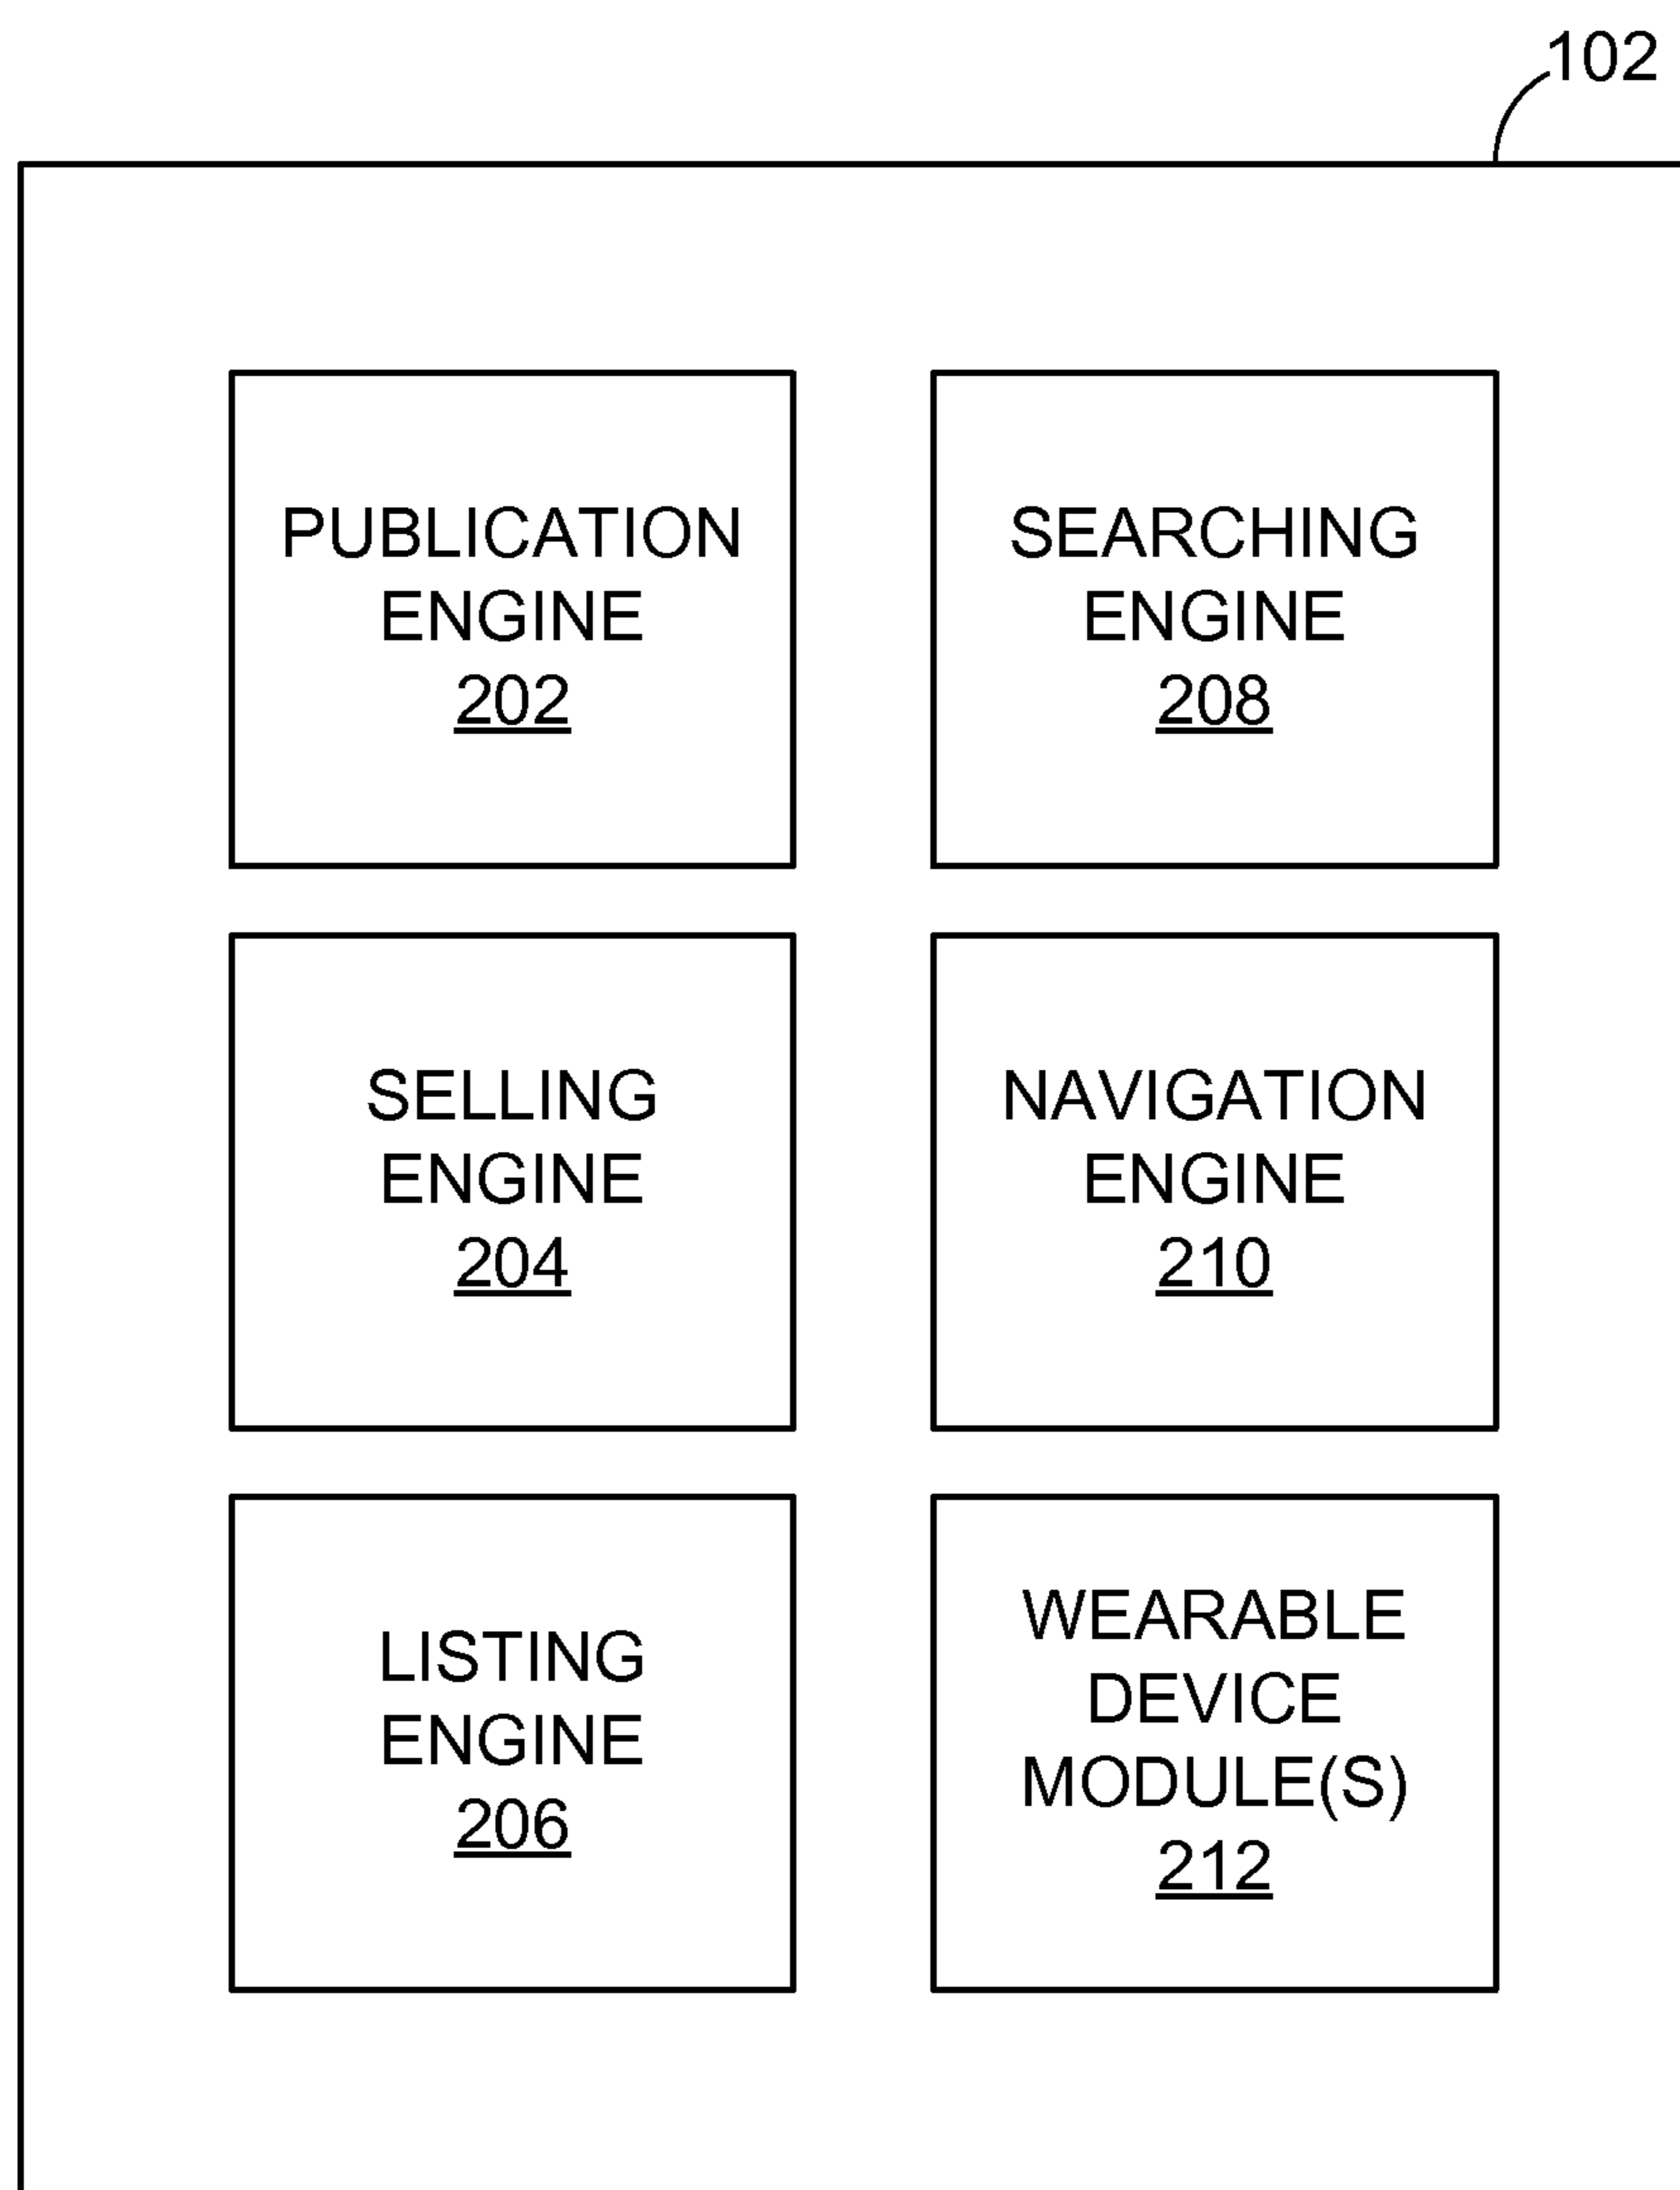 102
PUBLICATION
ENGINE
202
SEARCHING
ENGINE
208
SELLING
ENGINE
204
NAVIGATION
ENGINE
210
LISTING
ENGINE
206
WEARABLE
DEVICE
MODULE(S)
212